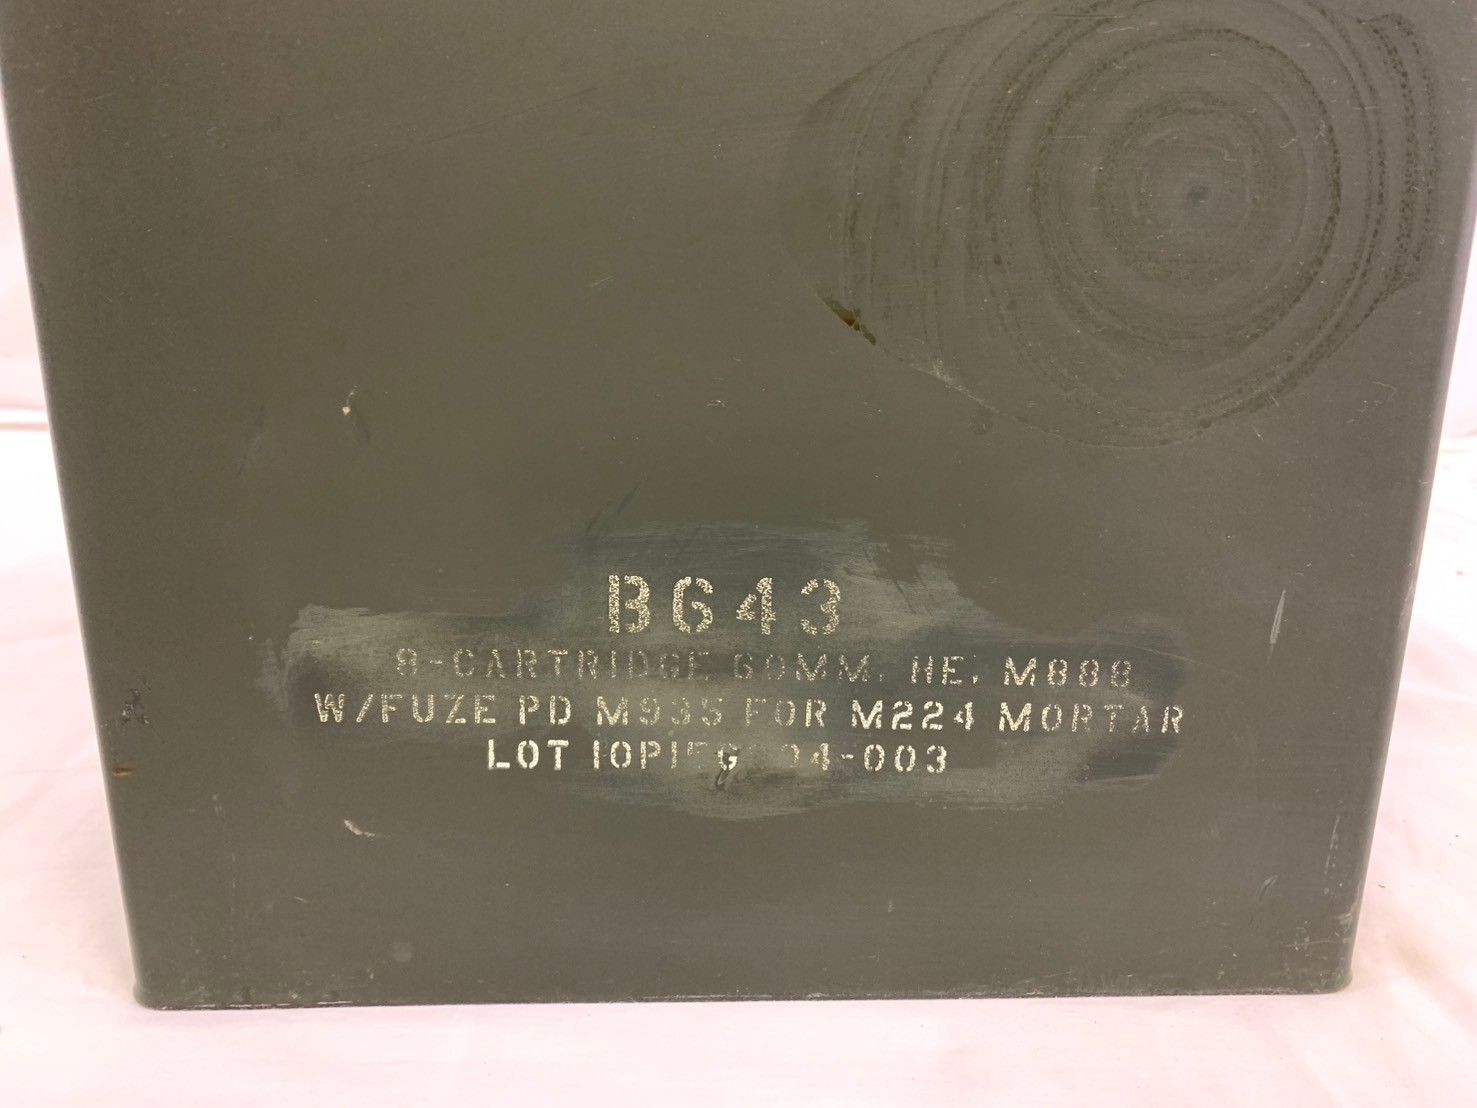 B643
8-CARTRIDGE 60MM, HE, M888
W/FUZE PD M935 FOR M224 MORTAR
LOT